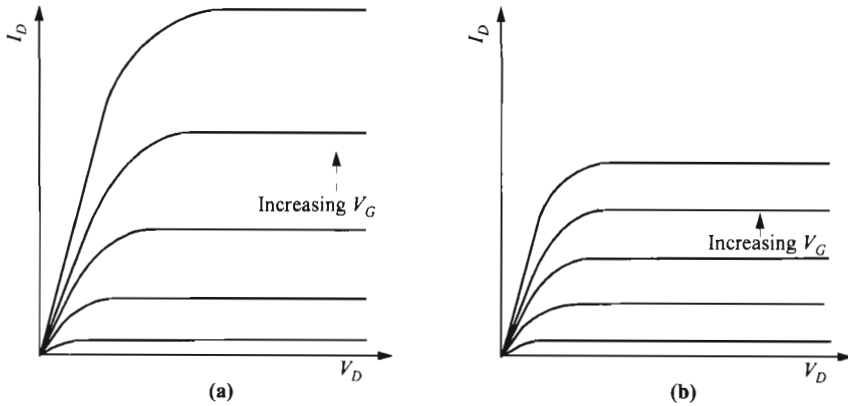 I_D
Increasing V_G
V_D
(a)
I_D
Increasing V_G
V_D
(b)